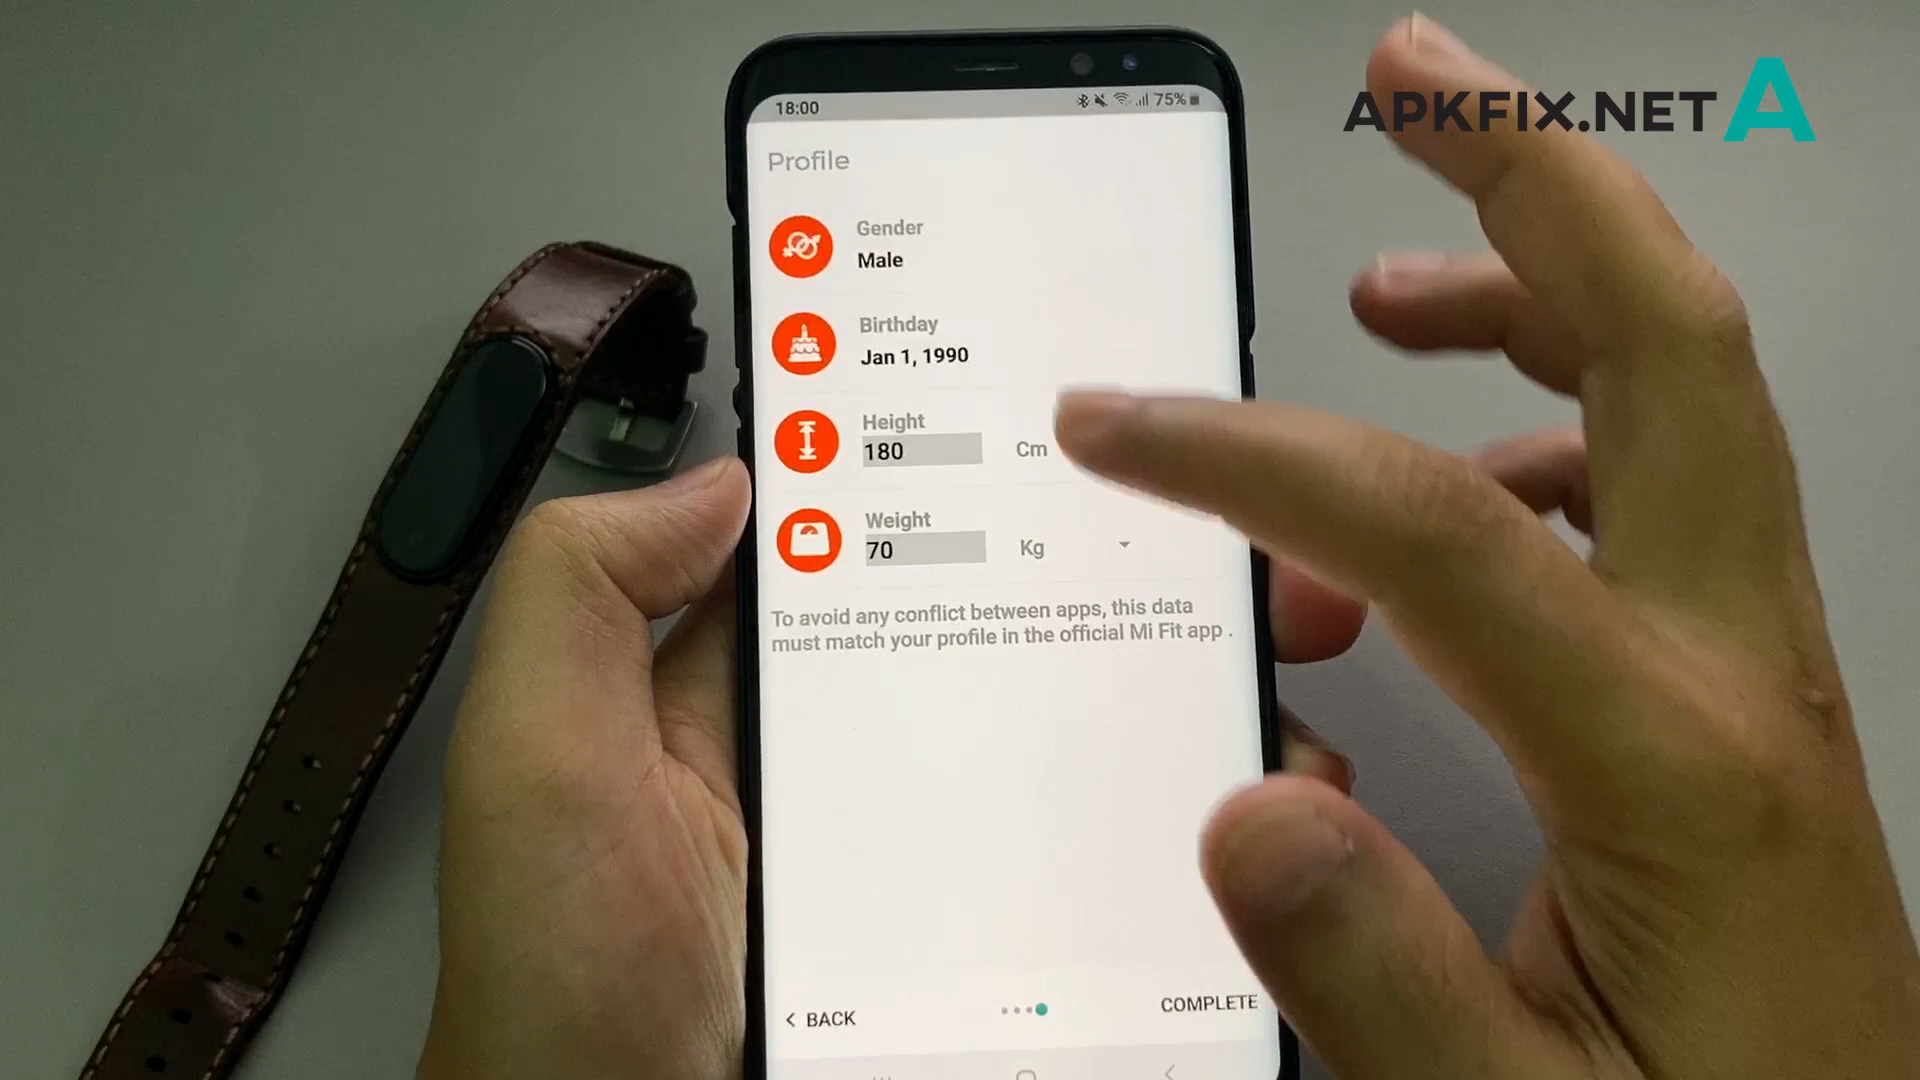 APKFIX.NET A
18:00 75%
Profile
Gender
Male
Birthday
Jan 1, 1990
Height
180 Cm
Weight
70 Kg
To avoid any conflict between apps, this data
must match your profile in the official Mi Fit app .
< BACK COMPLETE